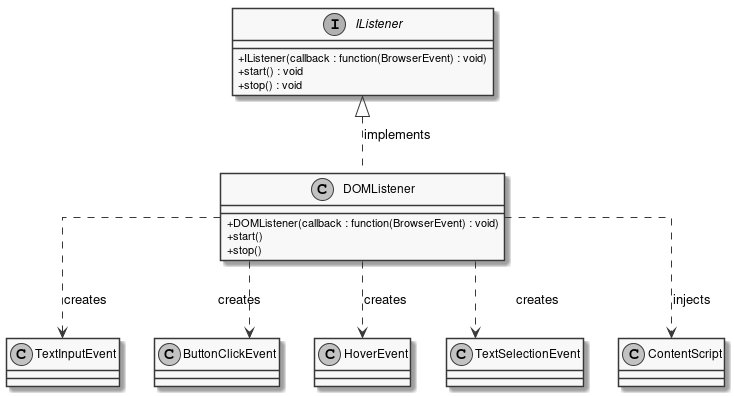 I IListener
+IListener(callback : function(BrowserEvent) : void)
+start() : void
+stop() : void
implements
C DOMListener
+DOMListener(callback : function(BrowserEvent) : void)
+start()
+stop()
creates
creates
creates
creates
injects
C TextInputEvent
C ButtonClickEvent
C HoverEvent
C TextSelectionEvent
C ContentScript